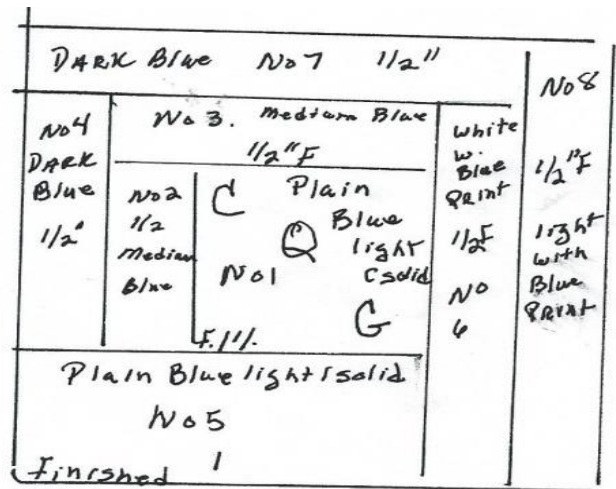 DARK Blue No 7 1/2"
No 8
1/2"F
light
with
Blue
PRINT
No 4
DARK
Blue
1/2"
No 3. Medium Blue
1/2"F
white
w.
Blue
PRINT
1/2F
No
6
No 2
1/2
Medium
Blue
C Plain
Blue
Q light
No 1 (solid
G
F. 1".
Plain Blue light (solid
No 5
Finished 1